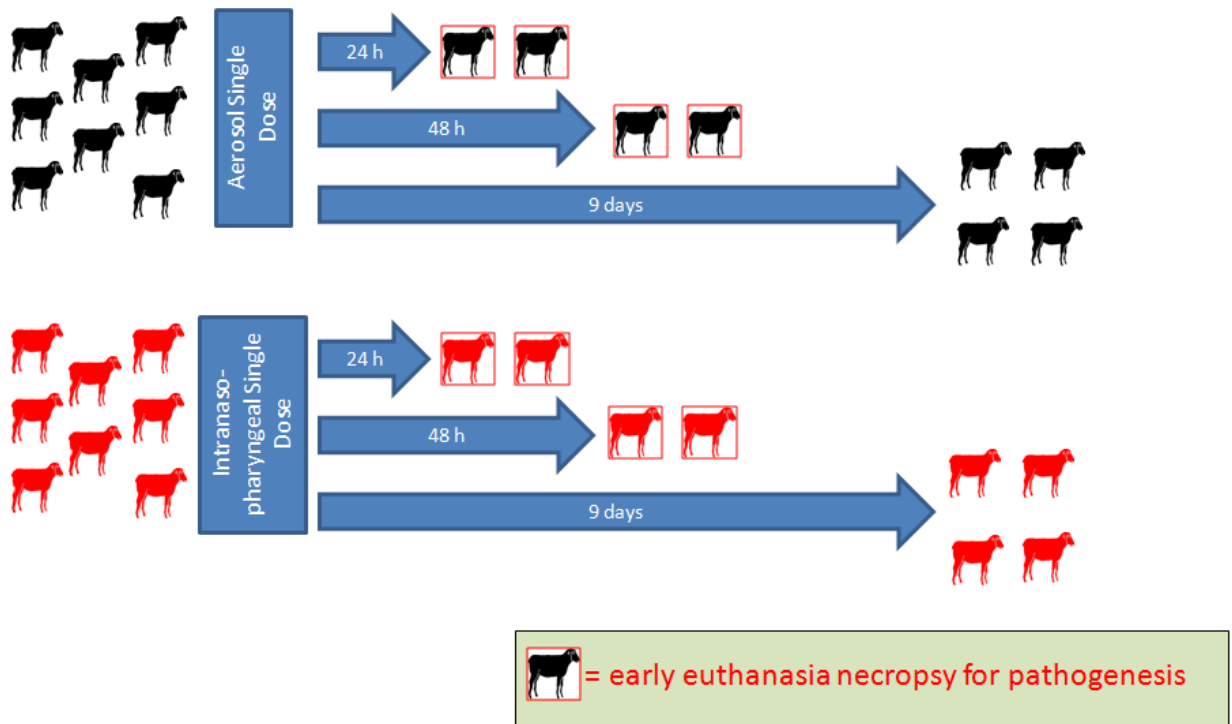 Aerosol Single
Dose
24 h
48 h
9 days
Intranaso-
pharyngeal Single
Dose
24 h
48 h
9 days
= early euthanasia necropsy for pathogenesis